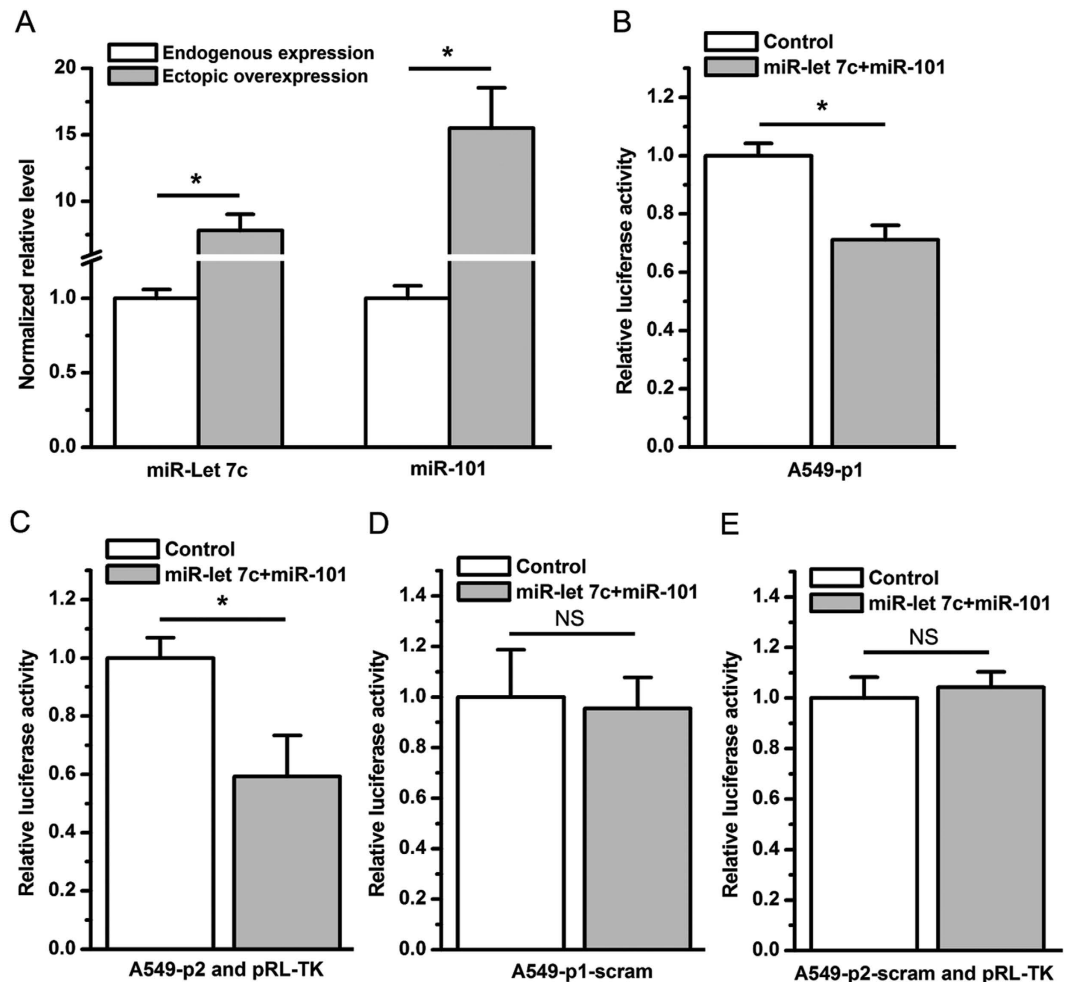 A
Endogenous expression
Ectopic overexpression
*
*
Normalized relative level
20
15
10
1.0
0.5
0.0
miR-Let 7c
miR-101
B
Control
miR-let 7c+miR-101
*
Relative luciferase activity
1.2
1.0
0.8
0.6
0.4
0.2
0.0
A549-p1
C
Control
miR-let 7c+miR-101
*
Relative luciferase activity
1.2
1.0
0.8
0.6
0.4
0.2
0.0
A549-p2 and pRL-TK
D
Control
miR-let 7c+miR-101
NS
Relative luciferase activity
1.4
1.2
1.0
0.8
0.6
0.4
0.2
0.0
A549-p1-scram
E
Control
miR-let 7c+miR-101
NS
Relative luciferase activity
1.4
1.2
1.0
0.8
0.6
0.4
0.2
0.0
A549-p2-scram and pRL-TK